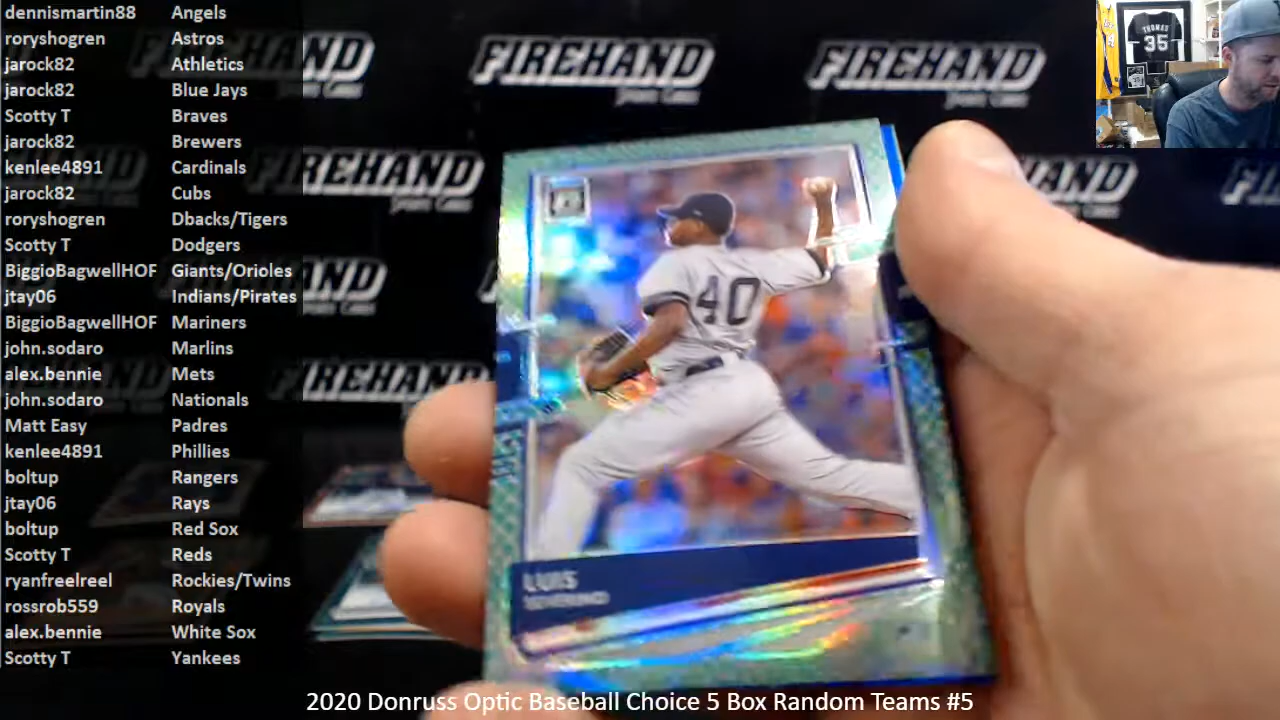 dennismartin88 Angels
roryshogren Astros
jarock82 Athletics
jarock82 Blue Jays
Scotty T Braves
jarock82 Brewers
kenlee4891 Cardinals
jarock82 Cubs
roryshogren Dbacks/Tigers
Scotty T Dodgers
BiggioBagwellHOF Giants/Orioles
jtay06 Indians/Pirates
BiggioBagwellHOF Mariners
john.sodaro Marlins
alex.bennie Mets
john.sodaro Nationals
Matt Easy Padres
kenlee4891 Phillies
boltup Rangers
jtay06 Rays
boltup Red Sox
Scotty T Reds
ryanfreelreel Rockies/Twins
rossrob559 Royals
alex.bennie White Sox
Scotty T Yankees
FIREHAND
FIREHAND
FIREHAND
FIREHAND
THOMAS
35
40
LUIS
SEVERINO
2020 Donruss Optic Baseball Choice 5 Box Random Teams #5